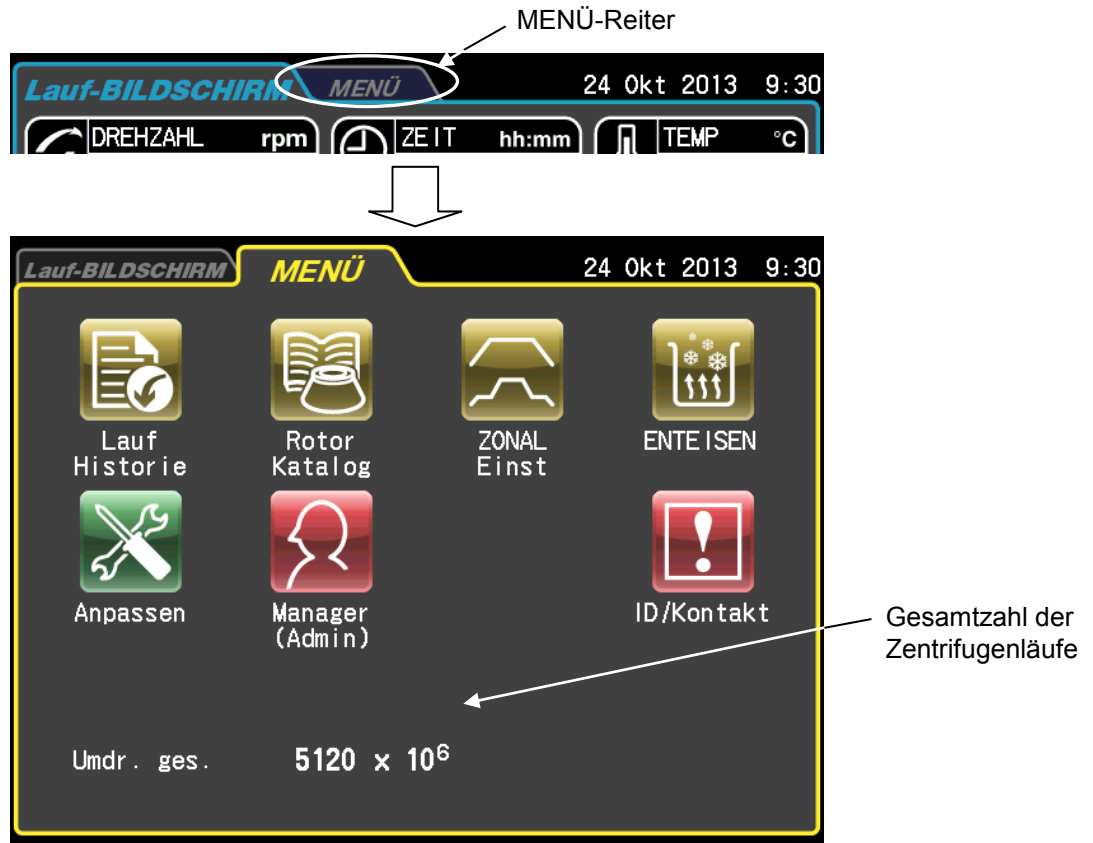 MENÜ-Reiter
Lauf-BILDSCHIRM MENÜ 24 Okt 2013 9:30
DREHZAHL rpm ZEIT hh:mm TEMP °C
Lauf-BILDSCHIRM MENÜ 24 Okt 2013 9:30
Lauf Historie
Rotor Katalog
ZONAL Einst
ENTEISEN
Anpassen
Manager (Admin)
ID/Kontakt
Gesamtzahl der
Zentrifugenläufe
Umdr. ges. 5120 x 10⁶